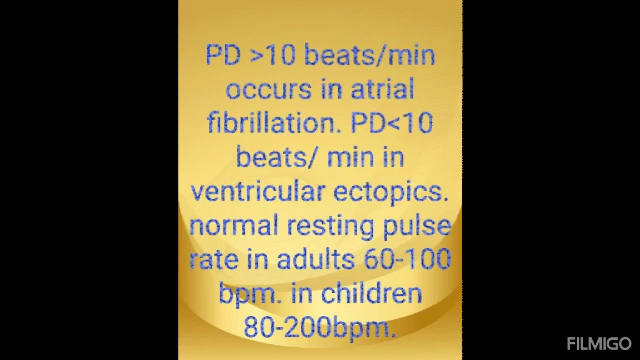 PD >10 beats/min
occurs in atrial
fibrillation. PD<10
beats/ min in
ventricular ectopics.
normal resting pulse
rate in adults 60-100
bpm. in children
80-200bpm.
FILMIGO